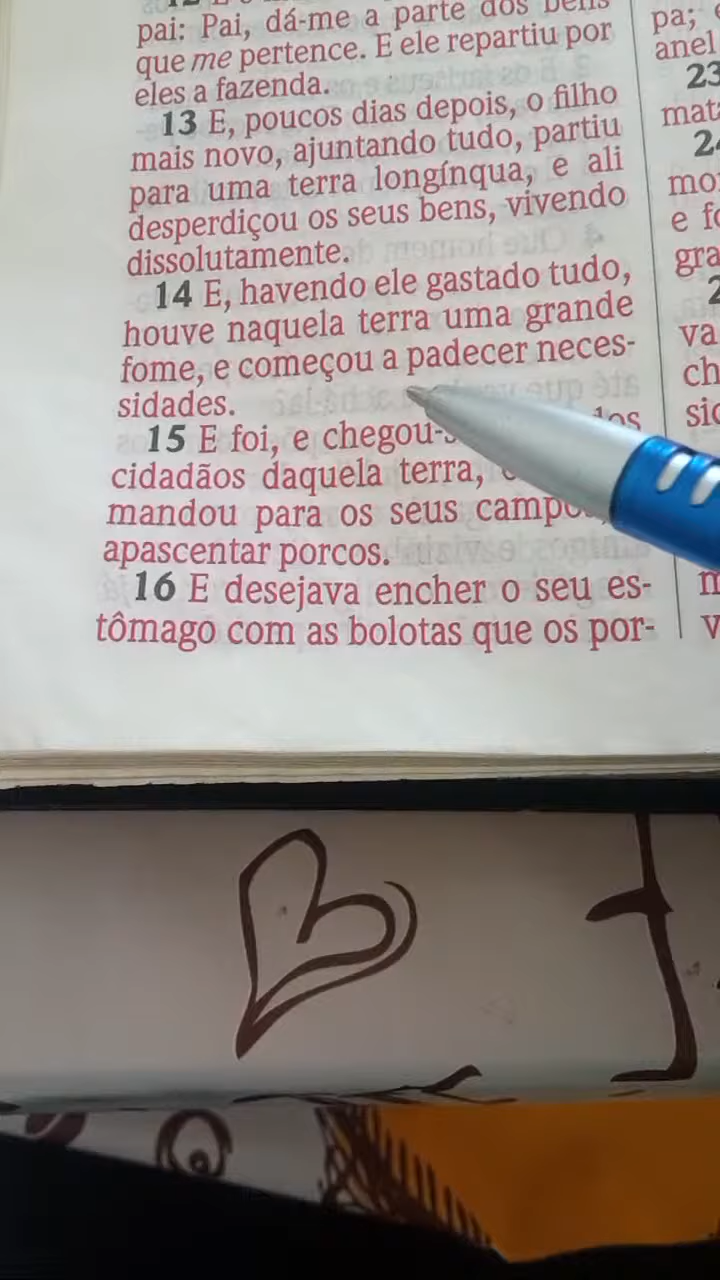 pai: Pai, dá-me a parte dos bens
que me pertence. E ele repartiu por
eles a fazenda.
13 E, poucos dias depois, o filho
mais novo, ajuntando tudo, partiu
para uma terra longínqua, e ali
desperdiçou os seus bens, vivendo
dissolutamente.
14 E, havendo ele gastado tudo,
houve naquela terra uma grande
fome, e começou a padecer neces-
sidades.
15 E foi, e chegou-
cidadãos daquela terra,
mandou para os seus
apascentar porcos.
16 E desejava encher o seu es-
tômago com as bolotas que os por-
pa;
anel
23
e
gra
va